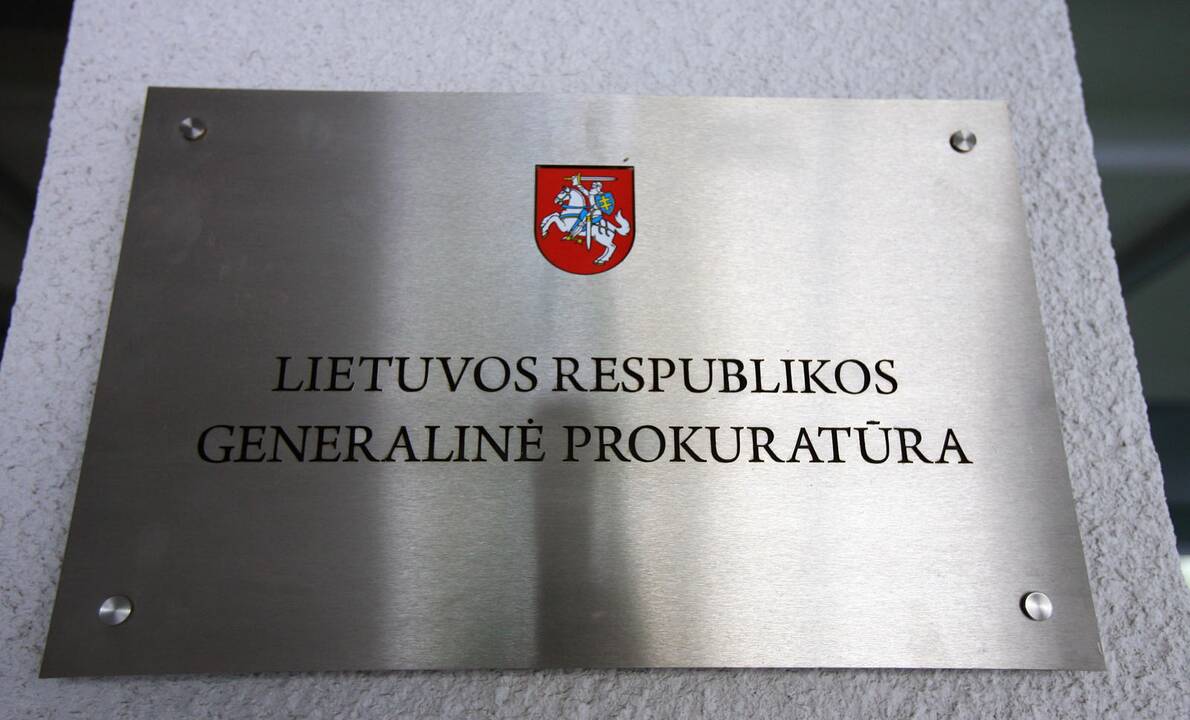 LIETUVOS RESPUBLIKOS
GENERALINĖ PROKURATŪRA